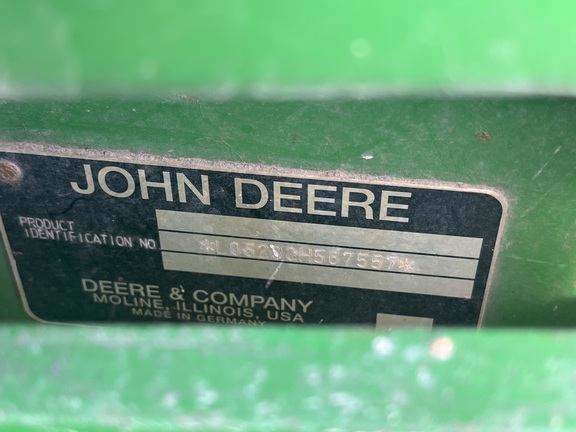 JOHN DEERE
PRODUCT
IDENTIFICATION NO
DEERE & COMPANY
MOLINE, ILLINOIS, USA
MADE IN GERMANY